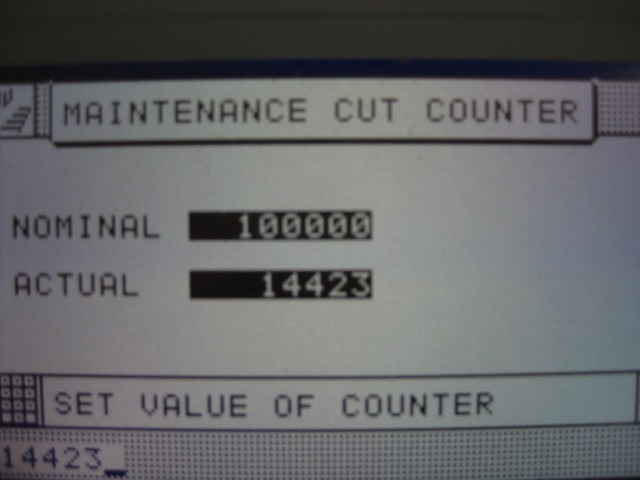 MAINTENANCE CUT COUNTER
NOMINAL 100000
ACTUAL 14423
SET VALUE OF COUNTER
14423_